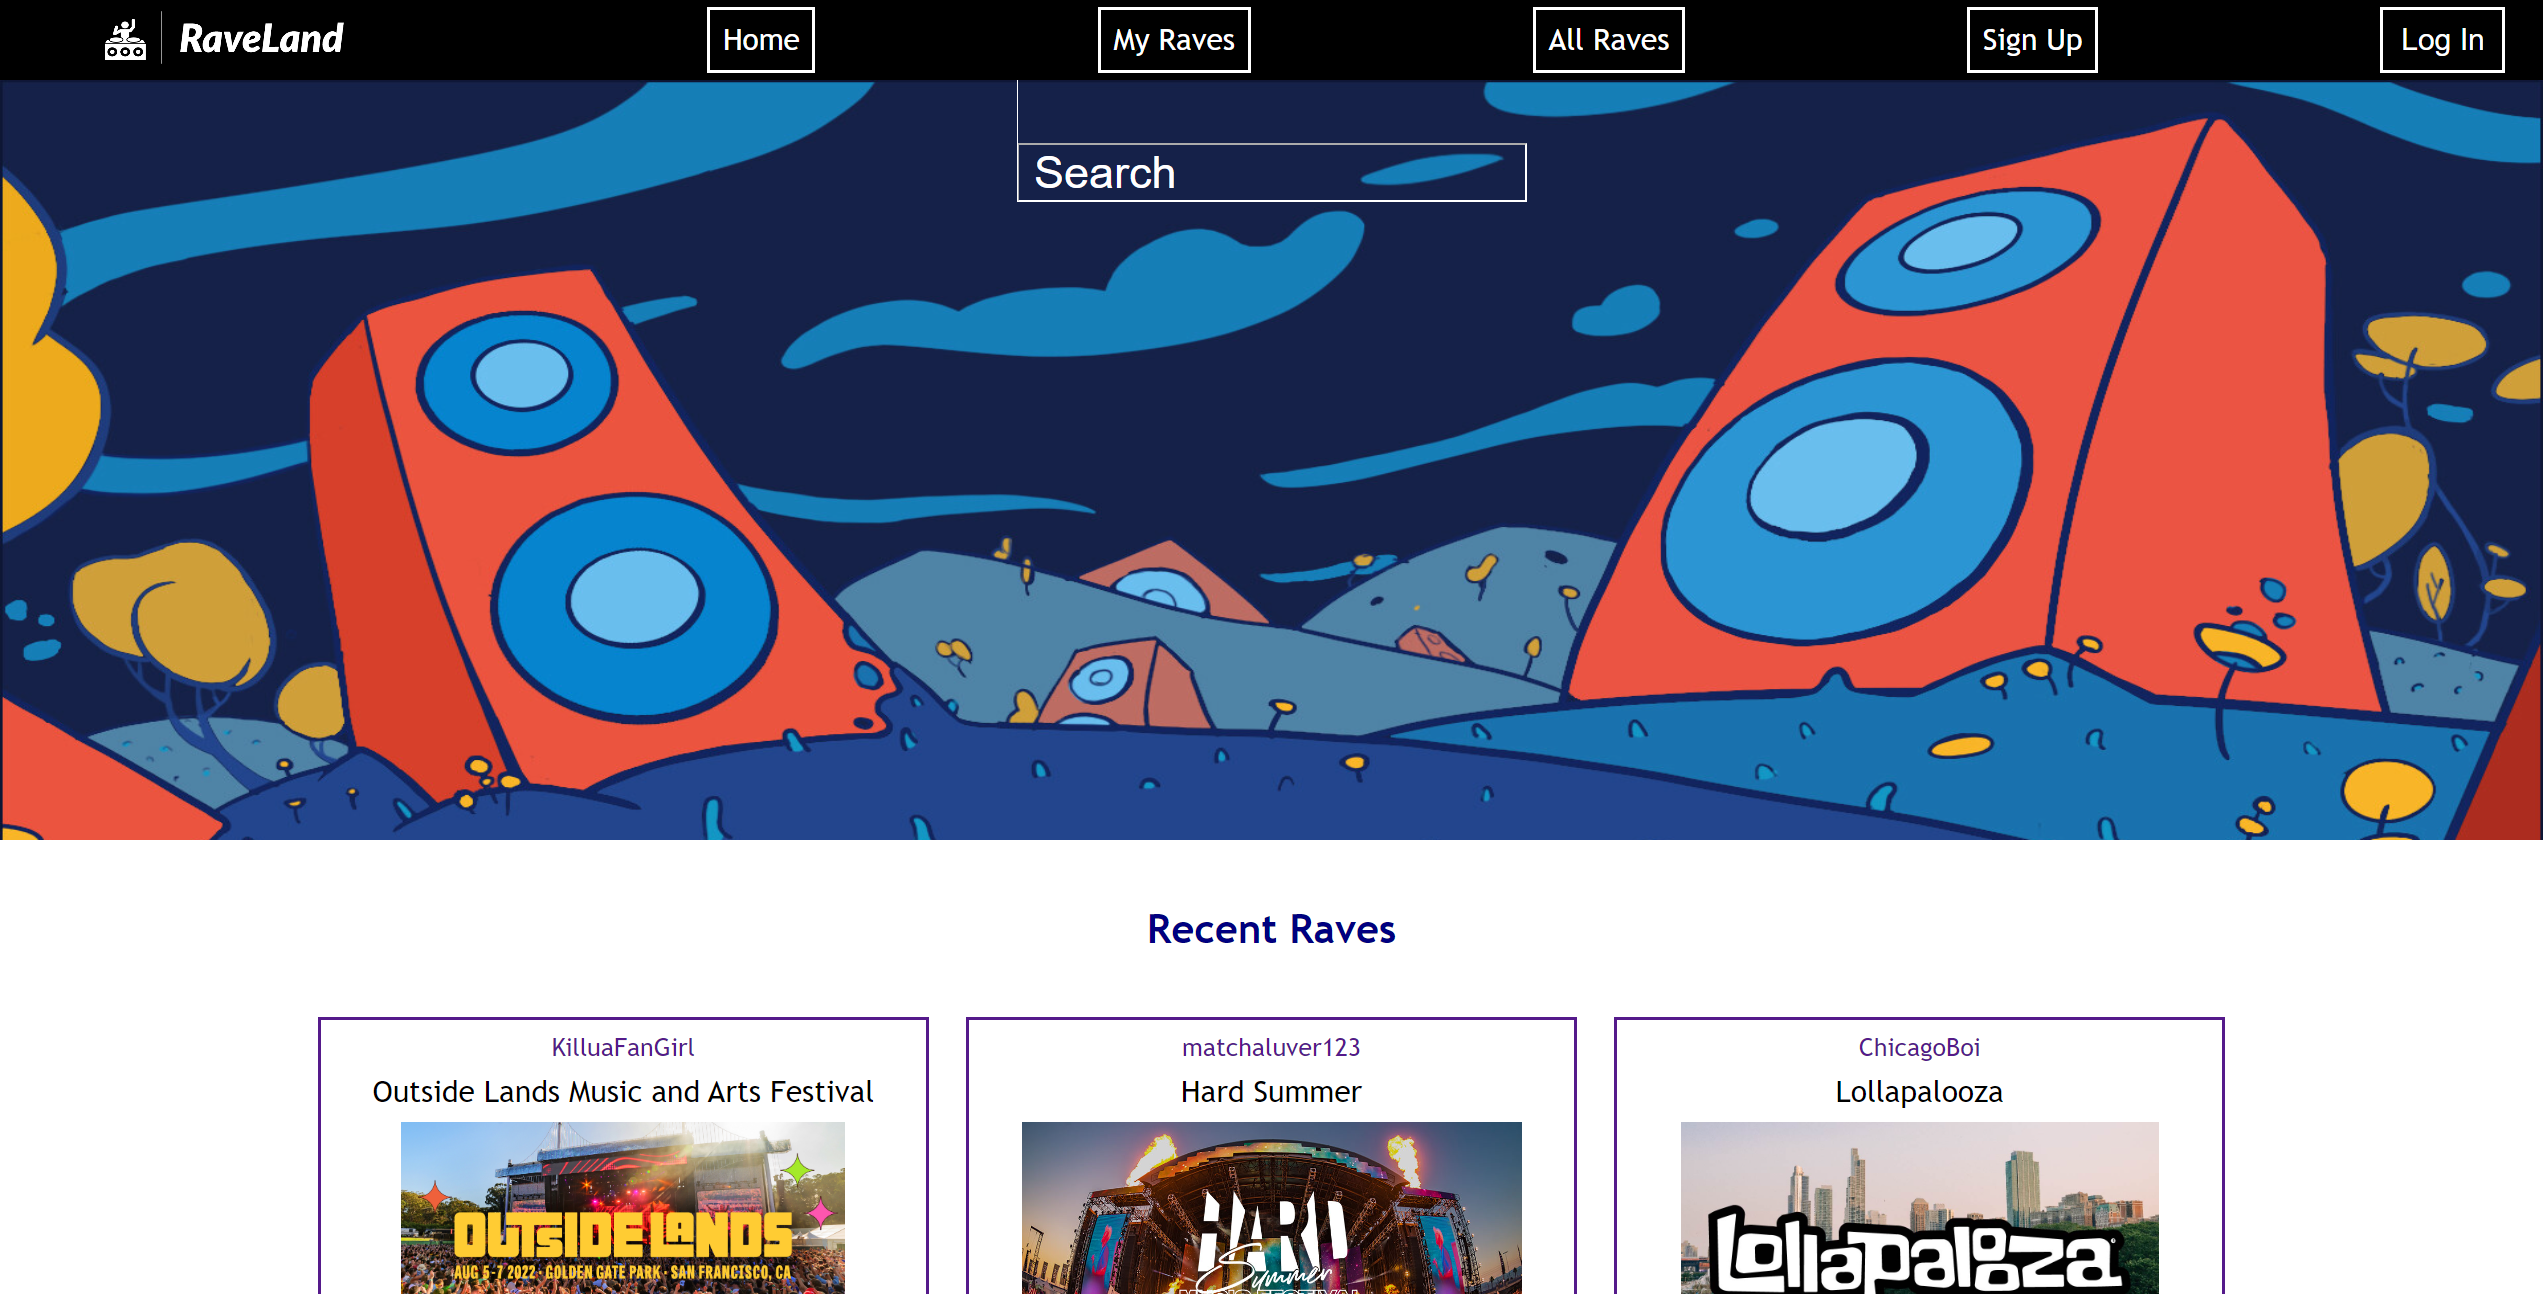 RaveLand
Home
My Raves
All Raves
Sign Up
Log In
Search
Recent Raves
KilluaFanGirl
Outside Lands Music and Arts Festival
OUTSIDE LANDS
AUG 5-7 2022 · GOLDEN GATE PARK · SAN FRANCISCO, CA
matchaluver123
Hard Summer
HARD
Summer
MUSIC FESTIVAL
ChicagoBoi
Lollapalooza
Lollapalooza